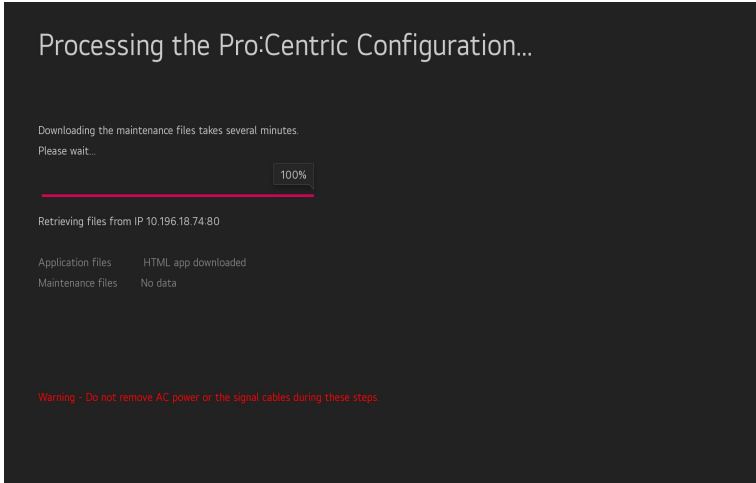 Processing the Pro:Centric Configuration...
Downloading the maintenance files takes several minutes.
Please wait...
100%
Retrieving files from IP 10.196.18.74:80
Application files HTML app downloaded
Maintenance files No data
Warning - Do not remove AC power or the signal cables during these steps.